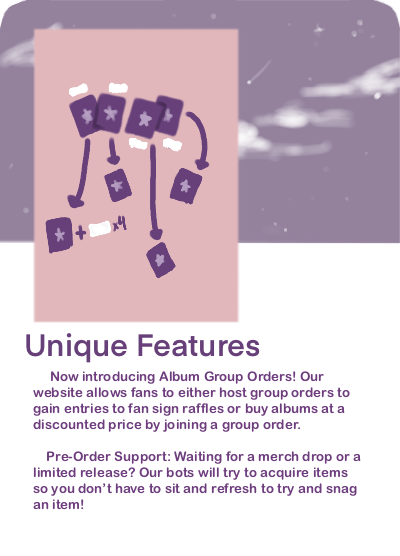 + x4
Unique Features
Now introducing Album Group Orders! Our
website allows fans to either host group orders to
gain entries to fan sign raffles or buy albums at a
discounted price by joining a group order.
Pre-Order Support: Waiting for a merch drop or a
limited release? Our bots will try to acquire items
so you don't have to sit and refresh to try and snag
an item!